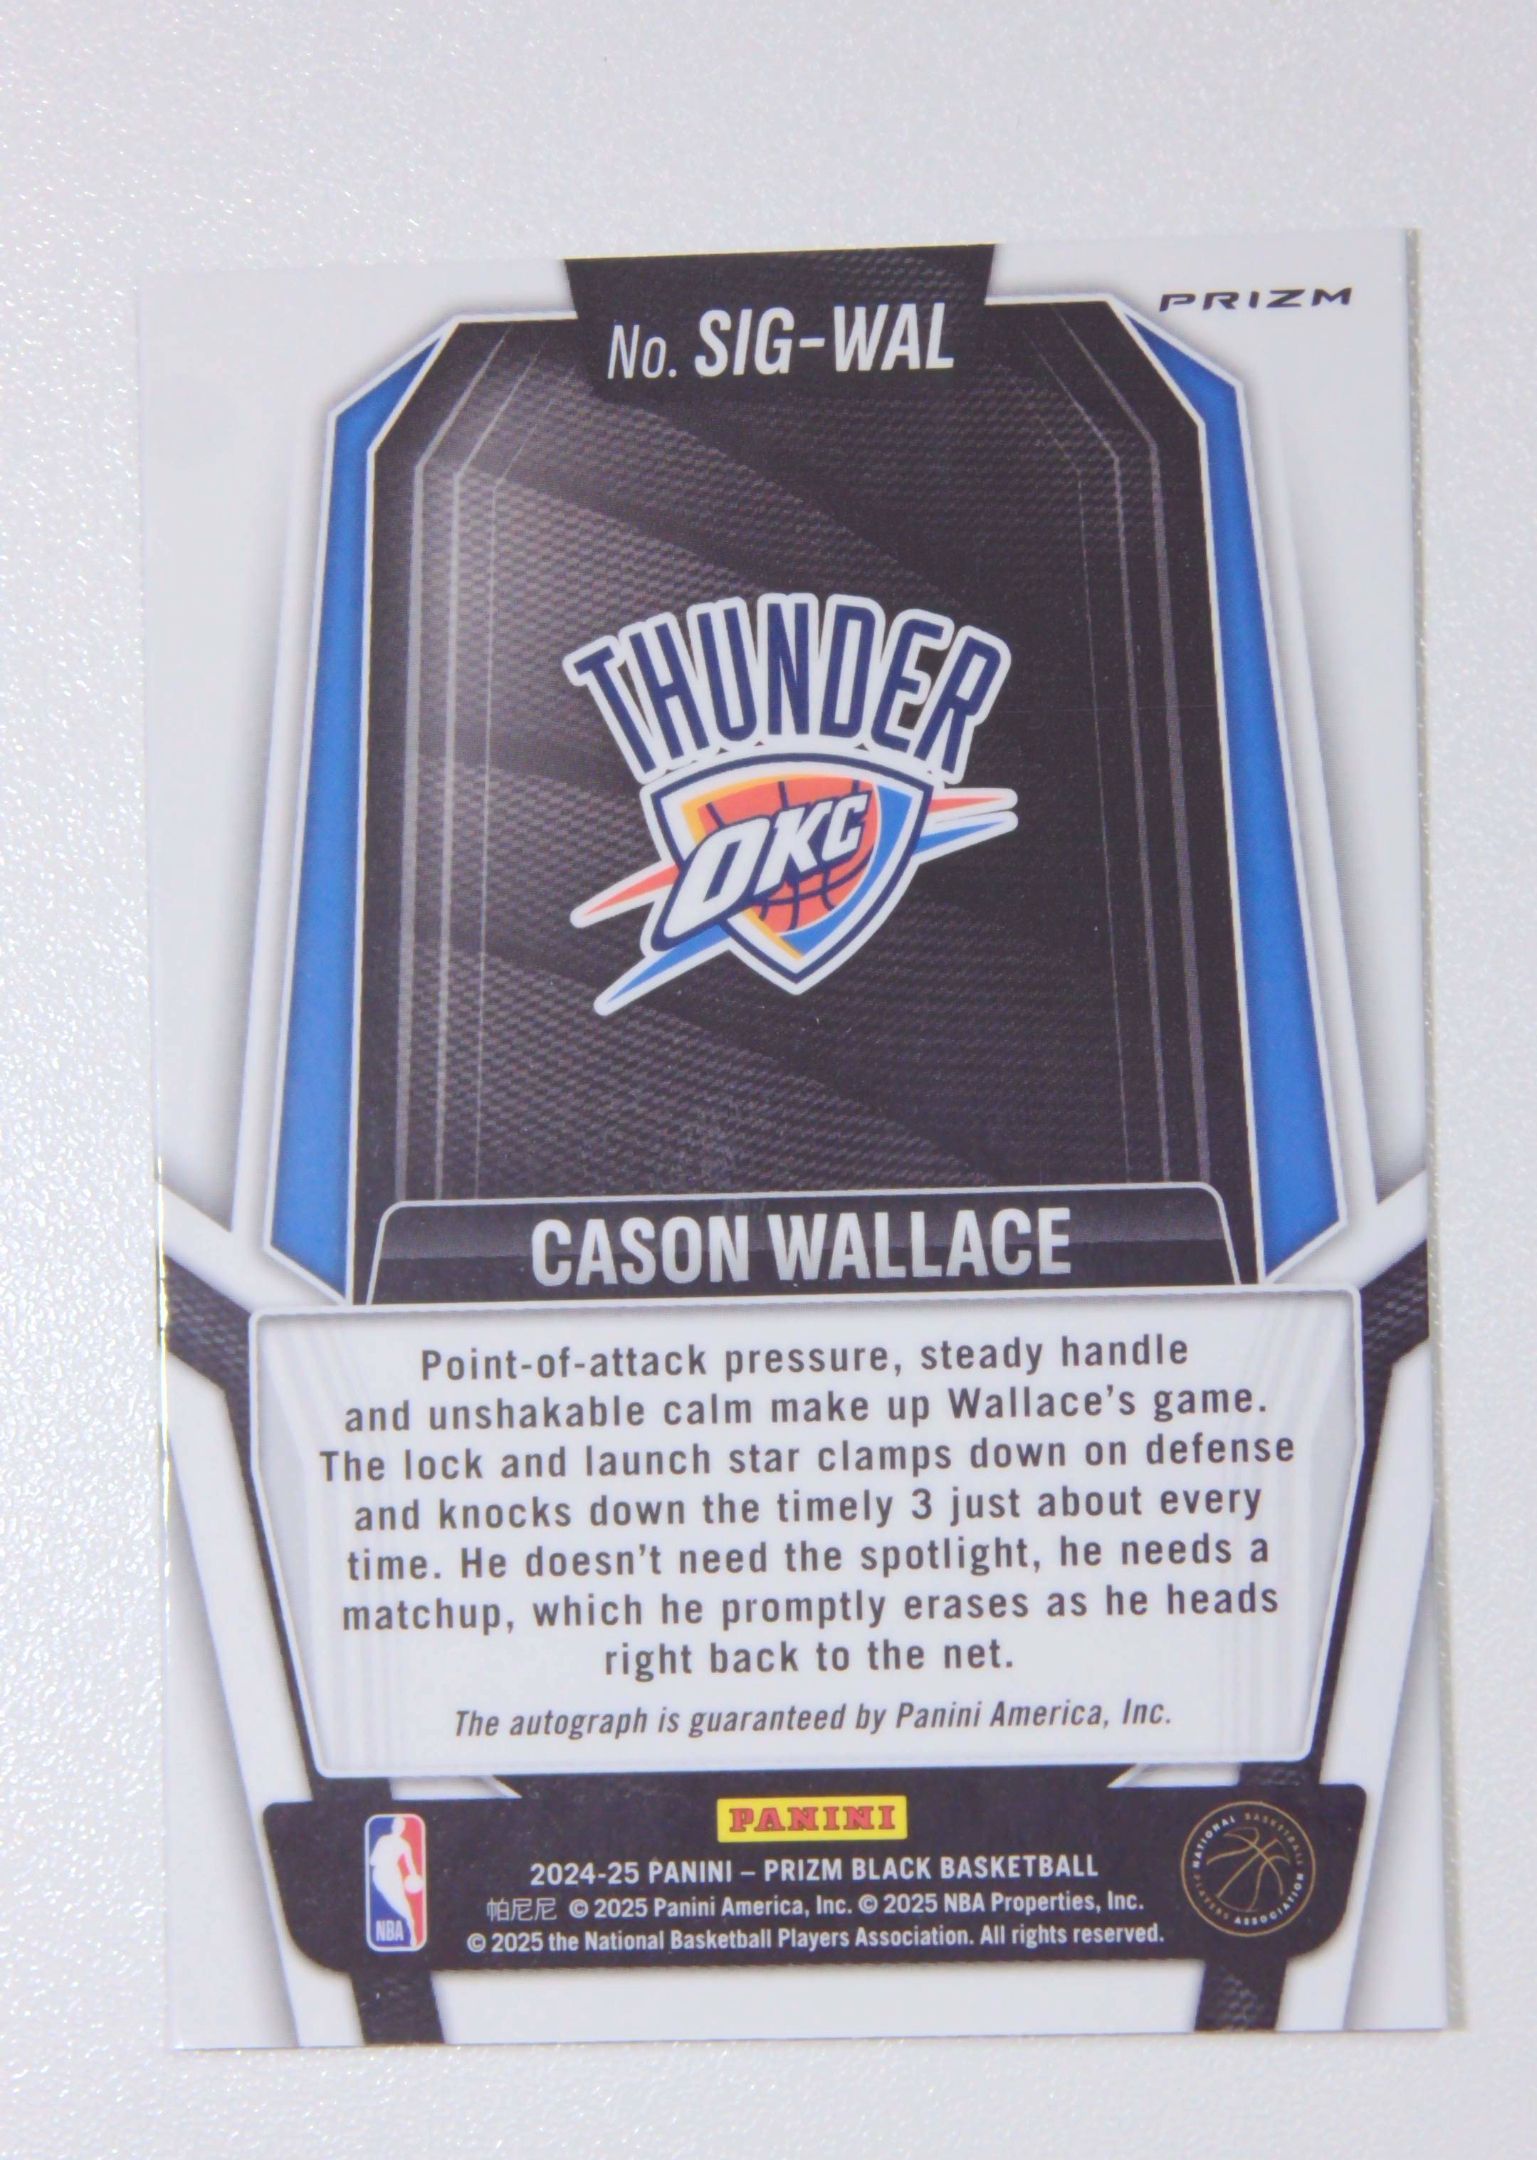 PRIZM
No. SIG-WAL
THUNDER
OKC
CASON WALLACE
Point-of-attack pressure, steady handle
and unshakable calm make up Wallace's game.
The lock and launch star clamps down on defense
and knocks down the timely 3 just about every
time. He doesn't need the spotlight, he needs a
matchup, which he promptly erases as he heads
right back to the net.
The autograph is guaranteed by Panini America, Inc.
PANINI
2024-25 PANINI – PRIZM BLACK BASKETBALL
帕尼尼 © 2025 Panini America, Inc. © 2025 NBA Properties, Inc.
© 2025 the National Basketball Players Association. All rights reserved.
NBA
NATIONAL BASKETBALL PLAYERS ASSOCIATION